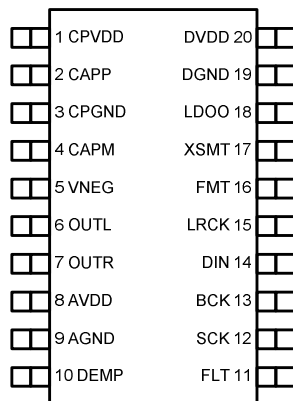 1 CPVDD DVDD 20
2 CAPP DGND 19
3 CPGND LDOO 18
4 CAPM XSMT 17
5 VNEG FMT 16
6 OUTL LRCK 15
7 OUTR DIN 14
8 AVDD BCK 13
9 AGND SCK 12
10 DEMP FLT 11